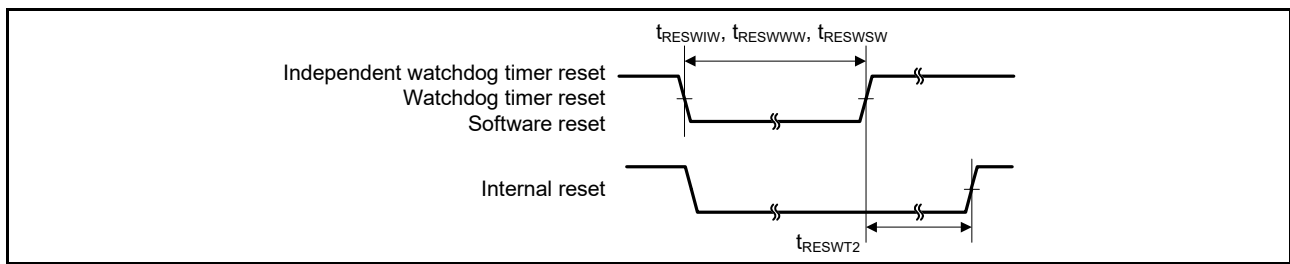 tRESWIW, tRESWWW, tRESWSW
Independent watchdog timer reset
Watchdog timer reset
Software reset
Internal reset
tRESWT2